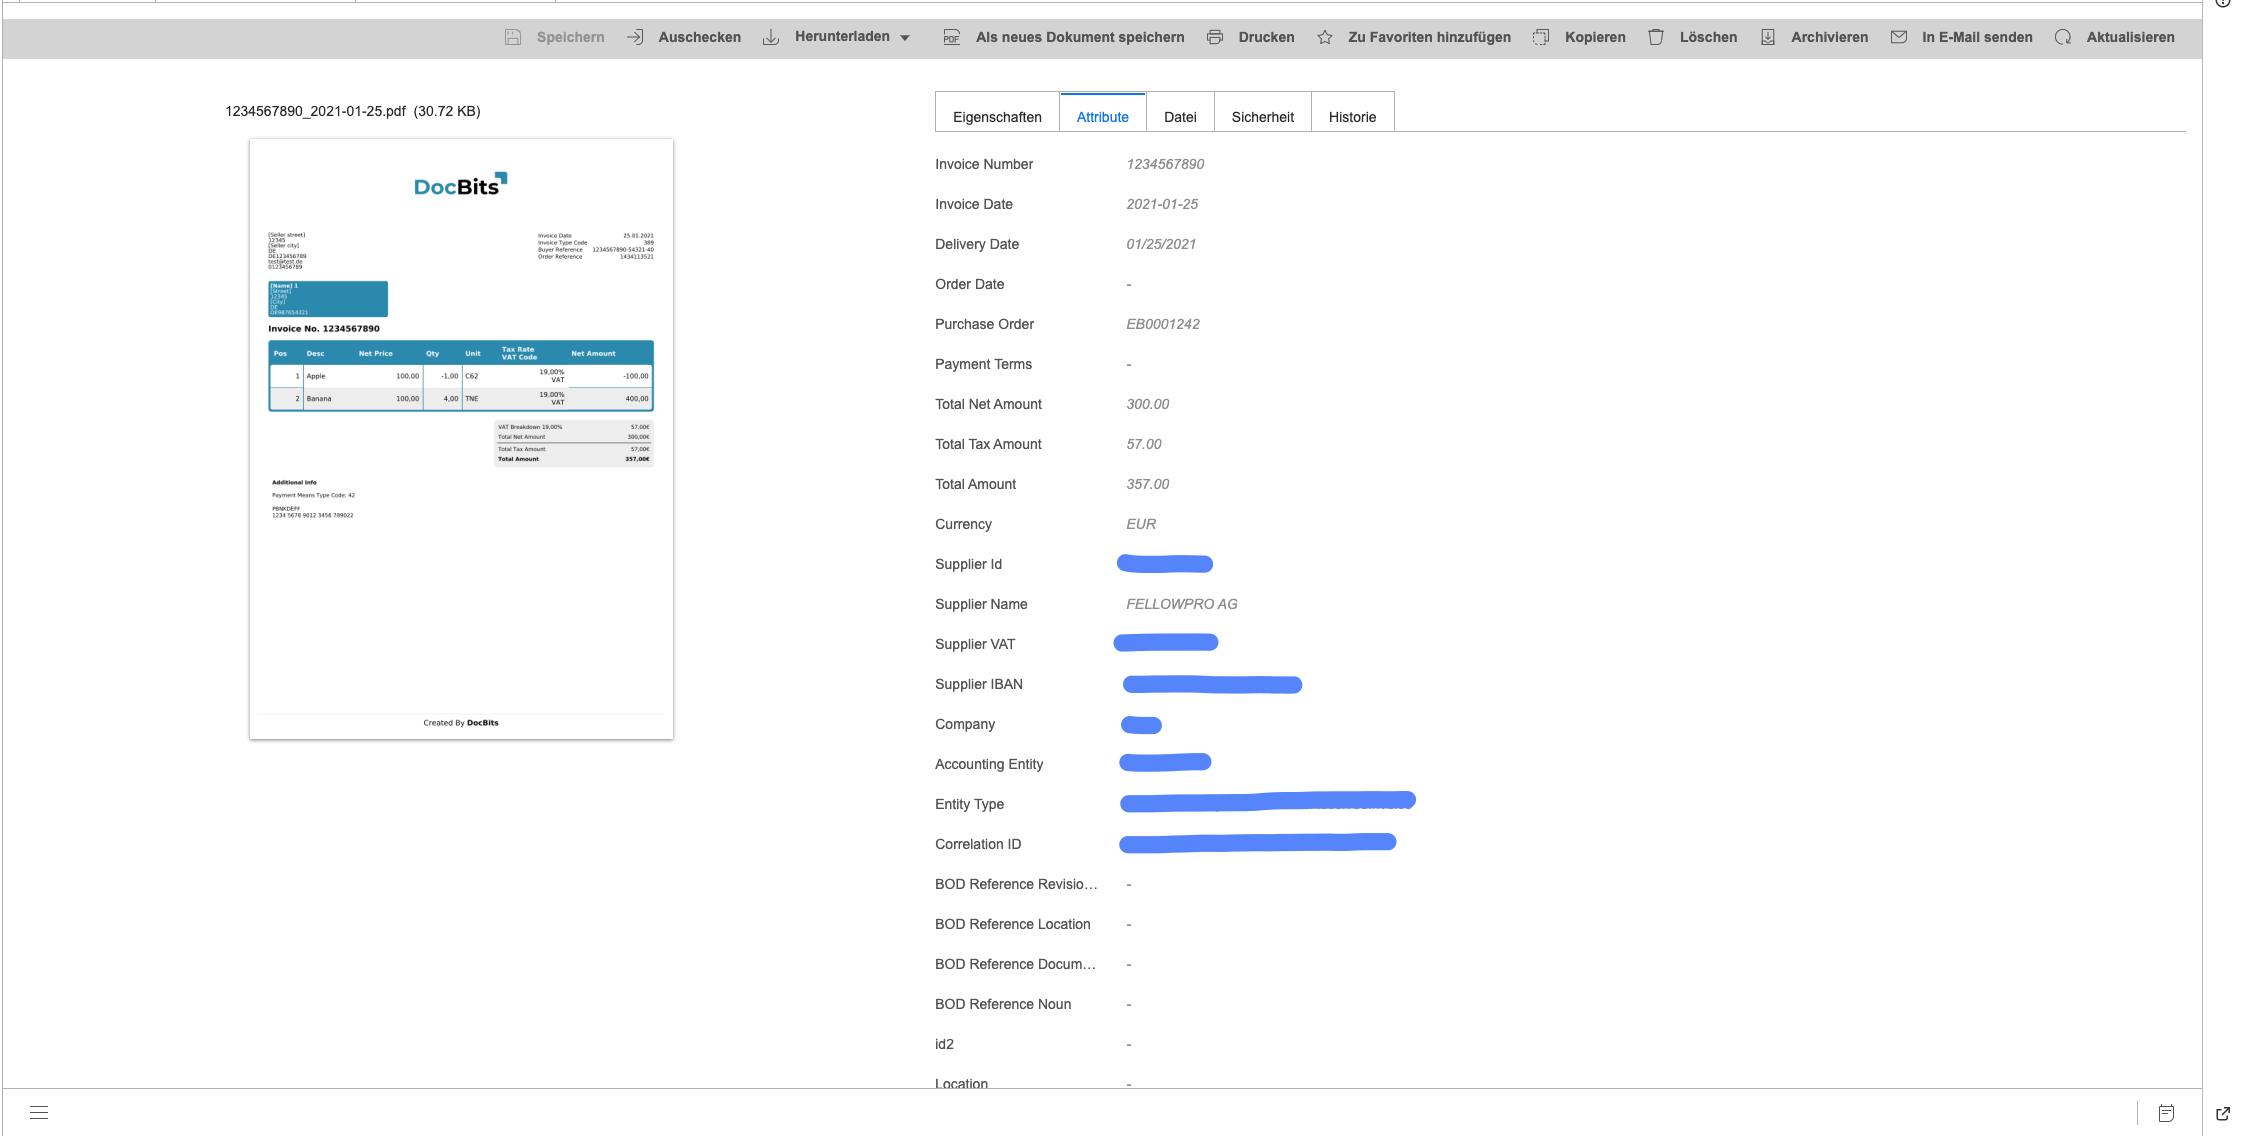 Speichern Auschecken Herunterladen Als neues Dokument speichern Drucken Zu Favoriten hinzufügen Kopieren Löschen Archivieren In E-Mail senden Aktualisieren
1234567890_2021-01-25.pdf (30.72 KB)
DocBits
[Seller street]
12345
[Seller city]
DE
DE123456789
test@test.de
0123456789
Invoice Date 25.01.2021
Invoice Type Code 389
Buyer Reference 1234567890-54321-40
Order Reference 1434113521
[Name] 1
[Street]
12345
[City]
DE
DE987654321
Invoice No. 1234567890
Pos Desc Net Price Qty Unit Tax Rate VAT Code Net Amount
1 Apple 100,00 -1,00 C62 19,00% VAT -100,00
2 Banana 100,00 4,00 TNE 19,00% VAT 400,00
VAT Breakdown 19,00% 57,00€
Total Net Amount 300,00€
Total Tax Amount 57,00€
Total Amount 357,00€
Additional Info
Payment Means Type Code: 42
PBNKDEFF
1234 5678 9012 3456 789022
Created By DocBits
Eigenschaften Attribute Datei Sicherheit Historie
Invoice Number 1234567890
Invoice Date 2021-01-25
Delivery Date 01/25/2021
Order Date -
Purchase Order EB0001242
Payment Terms -
Total Net Amount 300.00
Total Tax Amount 57.00
Total Amount 357.00
Currency EUR
Supplier Id
Supplier Name FELLOWPRO AG
Supplier VAT
Supplier IBAN
Company
Accounting Entity
Entity Type
Correlation ID
BOD Reference Revisio... -
BOD Reference Location -
BOD Reference Docum... -
BOD Reference Noun -
id2 -
Location -